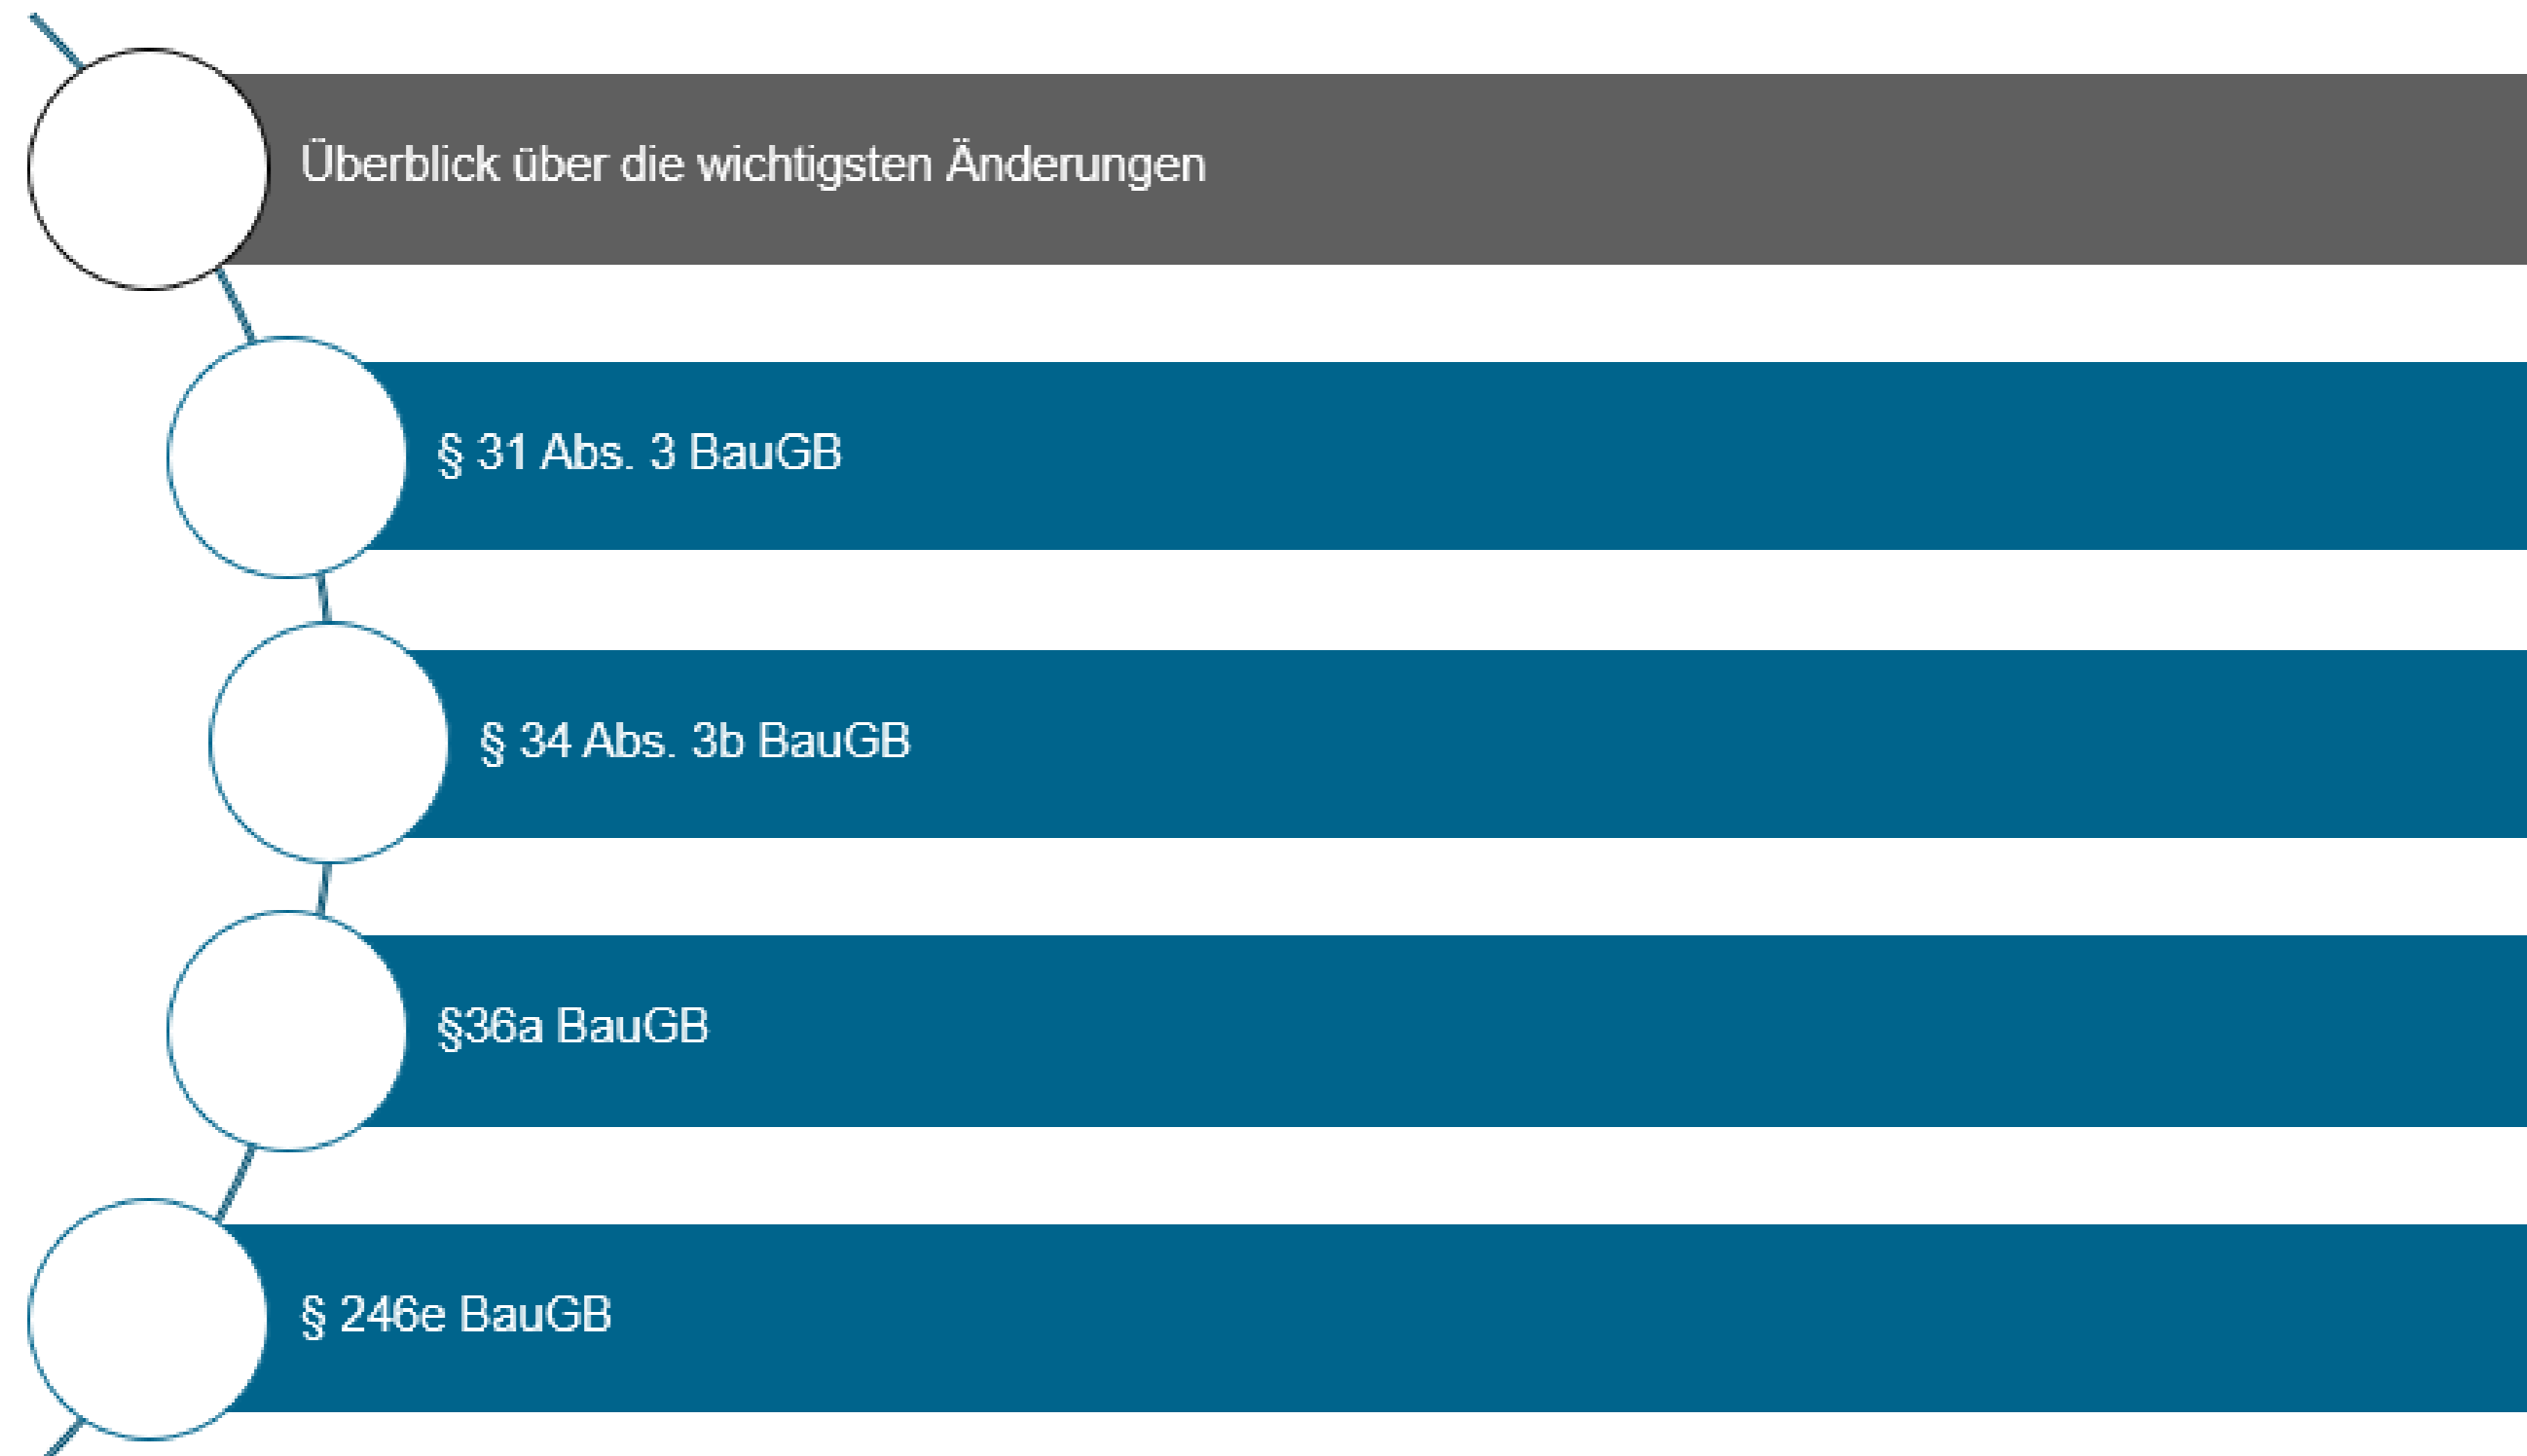 Überblick über die wichtigsten Änderungen
§ 31 Abs. 3 BauGB
§ 34 Abs. 3b BauGB
§36a BauGB
§ 246e BauGB